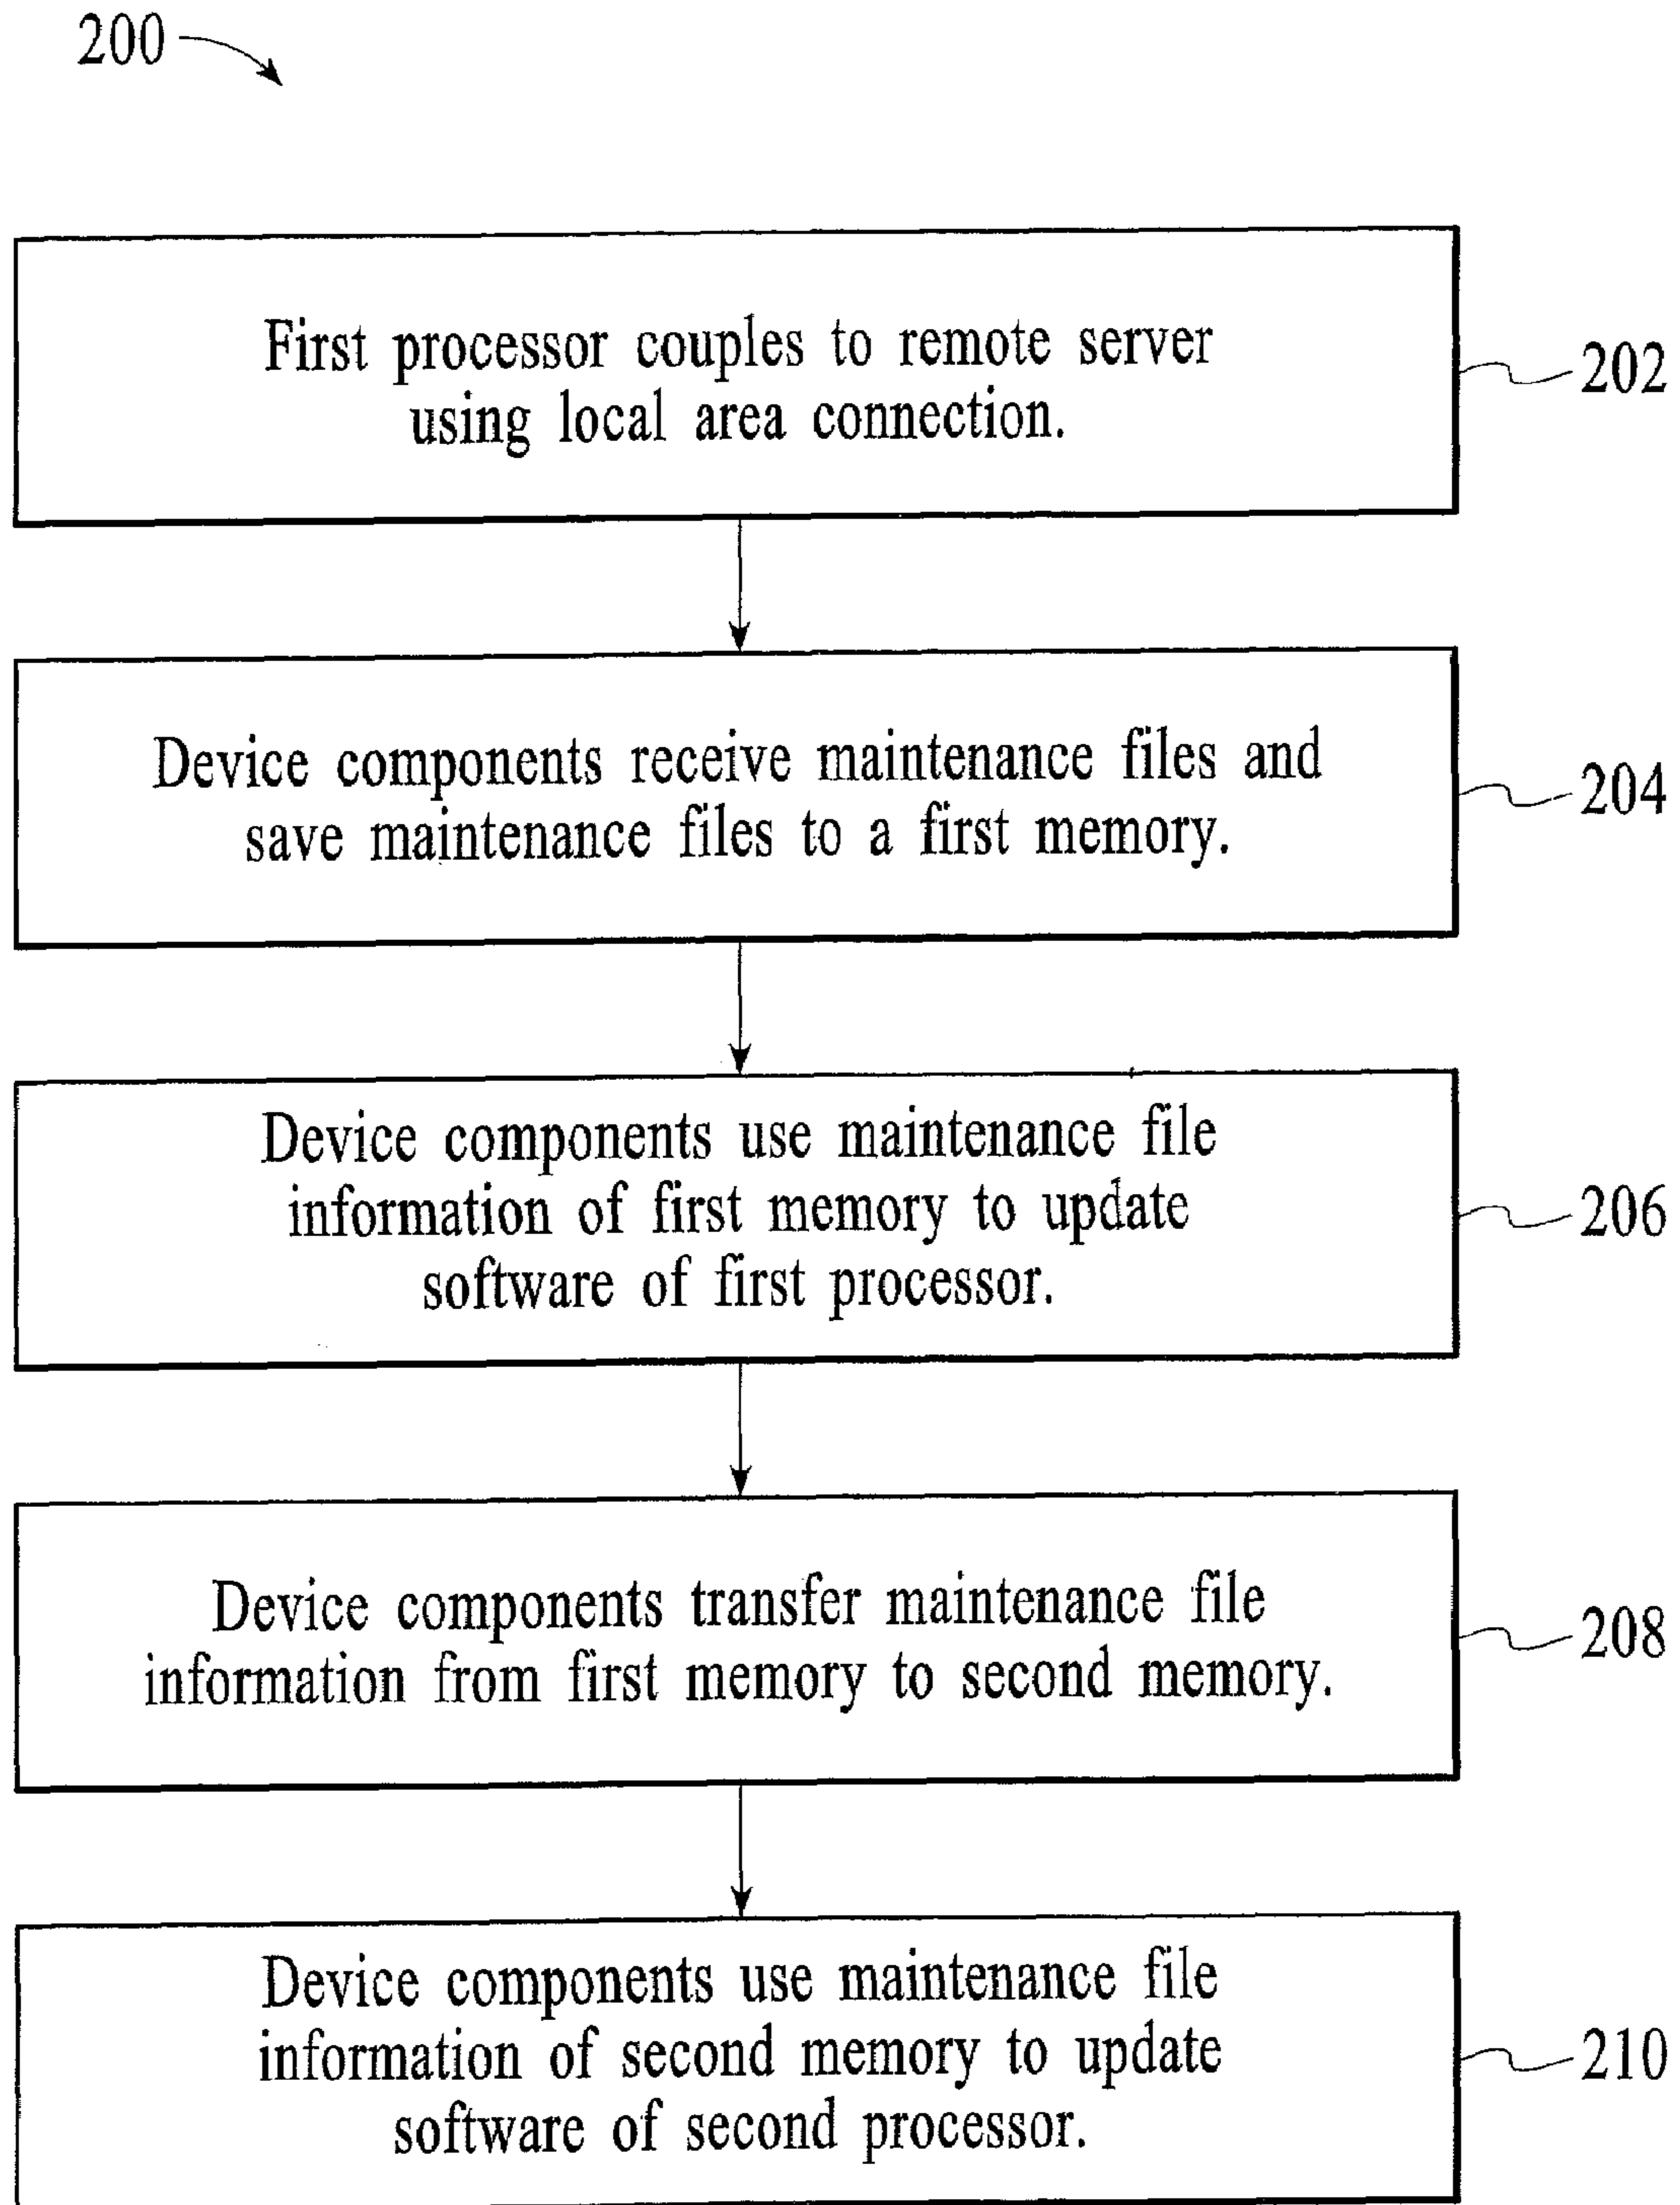 200
First processor couples to remote server
using local area connection.
202
Device components receive maintenance files and
save maintenance files to a first memory.
204
Device components use maintenance file
information of first memory to update
software of first processor.
206
Device components transfer maintenance file
information from first memory to second memory.
208
Device components use maintenance file
information of second memory to update
software of second processor.
210